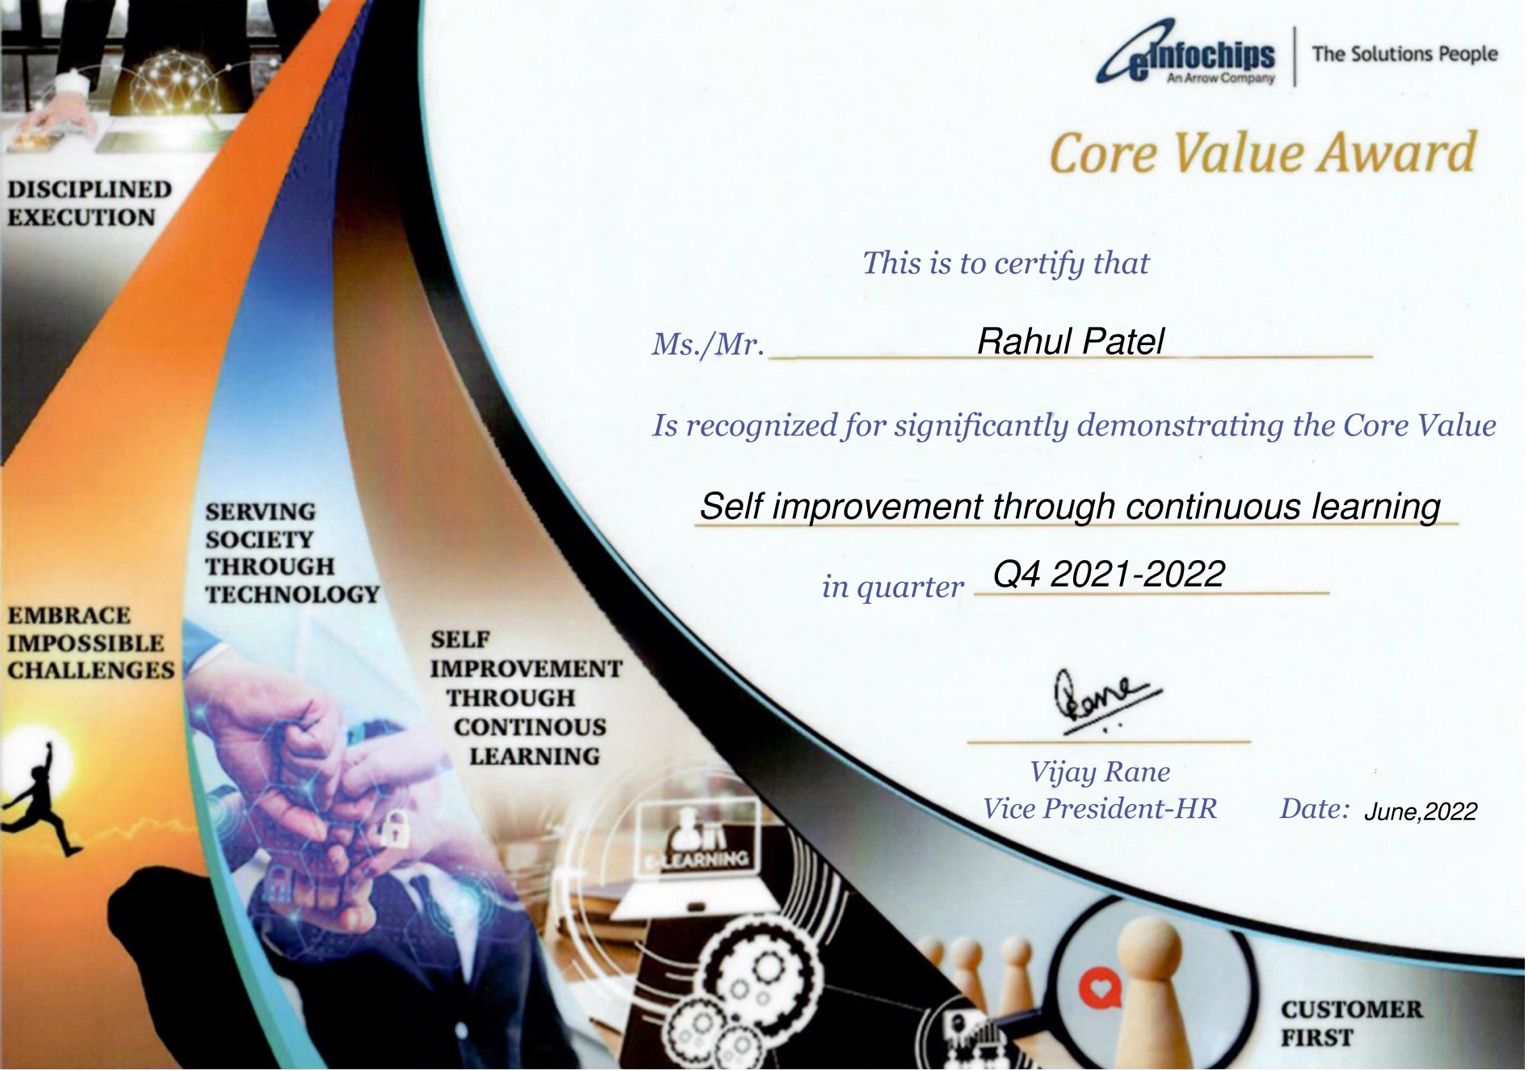 eInfochips
An Arrow Company
The Solutions People
Core Value Award
This is to certify that
Ms./Mr. Rahul Patel
Is recognized for significantly demonstrating the Core Value
Self improvement through continuous learning
in quarter Q4 2021-2022
Rane
Vijay Rane
Vice President-HR Date: June,2022
DISCIPLINED
EXECUTION
EMBRACE
IMPOSSIBLE
CHALLENGES
SERVING
SOCIETY
THROUGH
TECHNOLOGY
SELF
IMPROVEMENT
THROUGH
CONTINOUS
LEARNING
E-LEARNING
CUSTOMER
FIRST